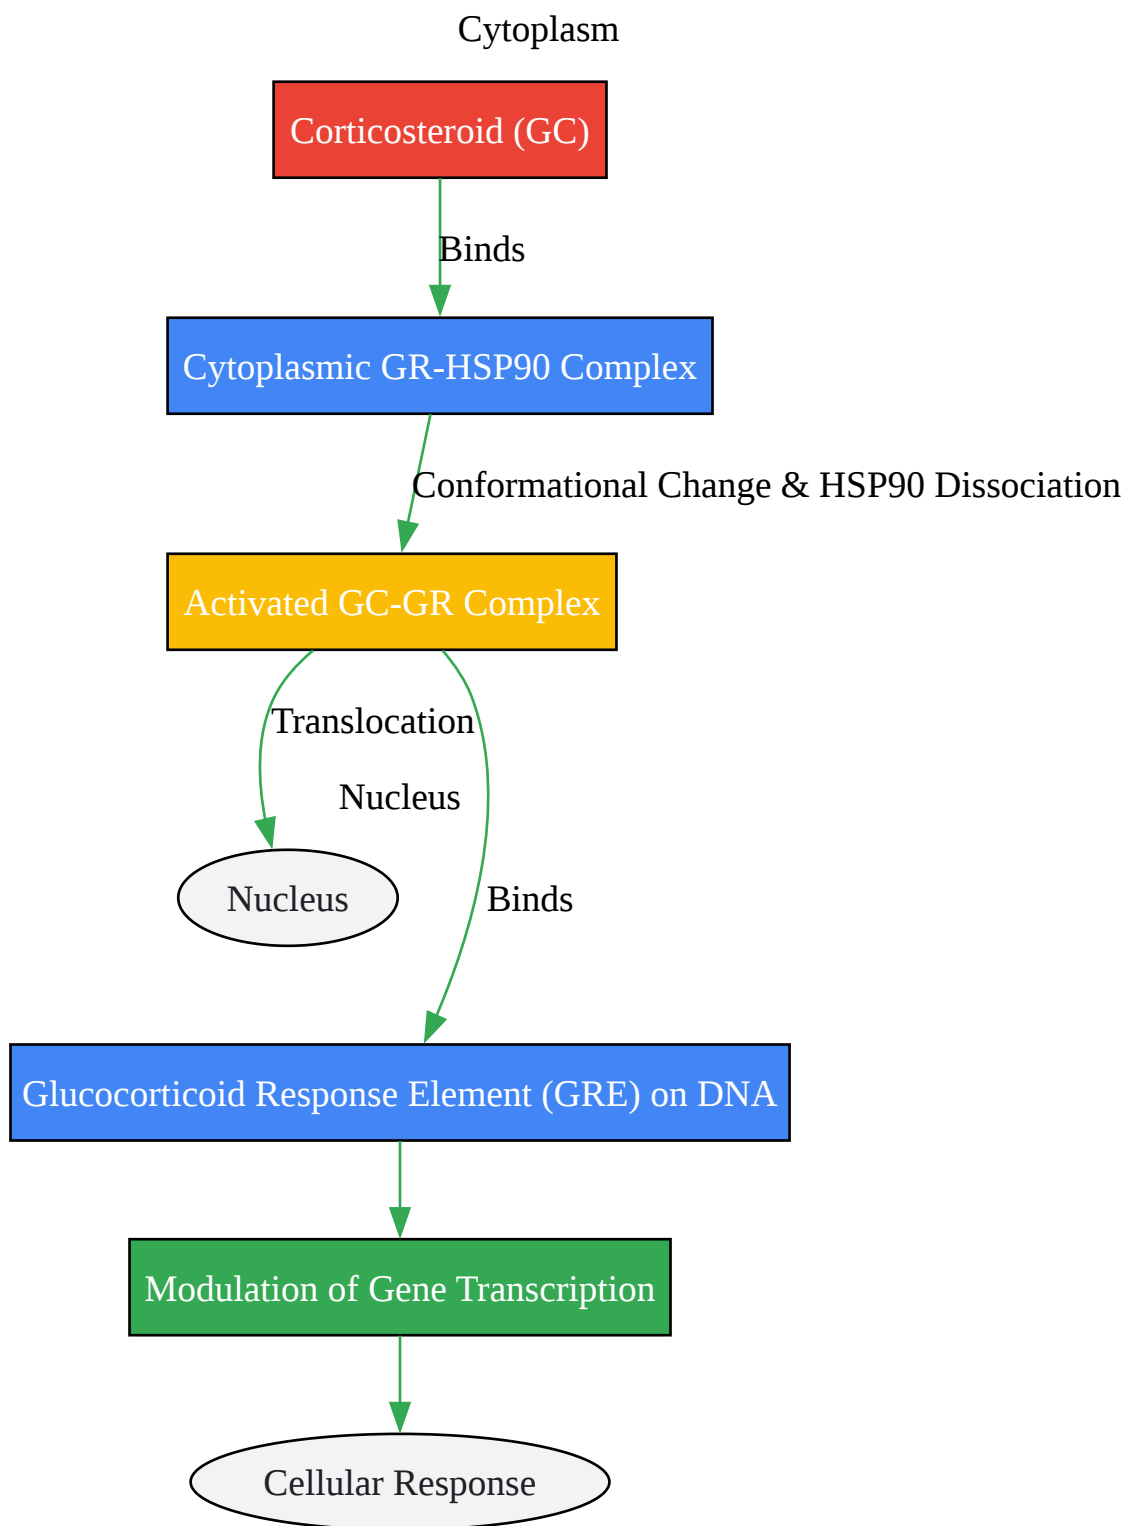 Cytoplasm
Corticosteroid (GC)
Binds
Cytoplasmic GR-HSP90 Complex
Conformational Change & HSP90 Dissociation
Activated GC-GR Complex
Translocation
Nucleus
Nucleus
Binds
Glucocorticoid Response Element (GRE) on DNA
Modulation of Gene Transcription
Cellular Response